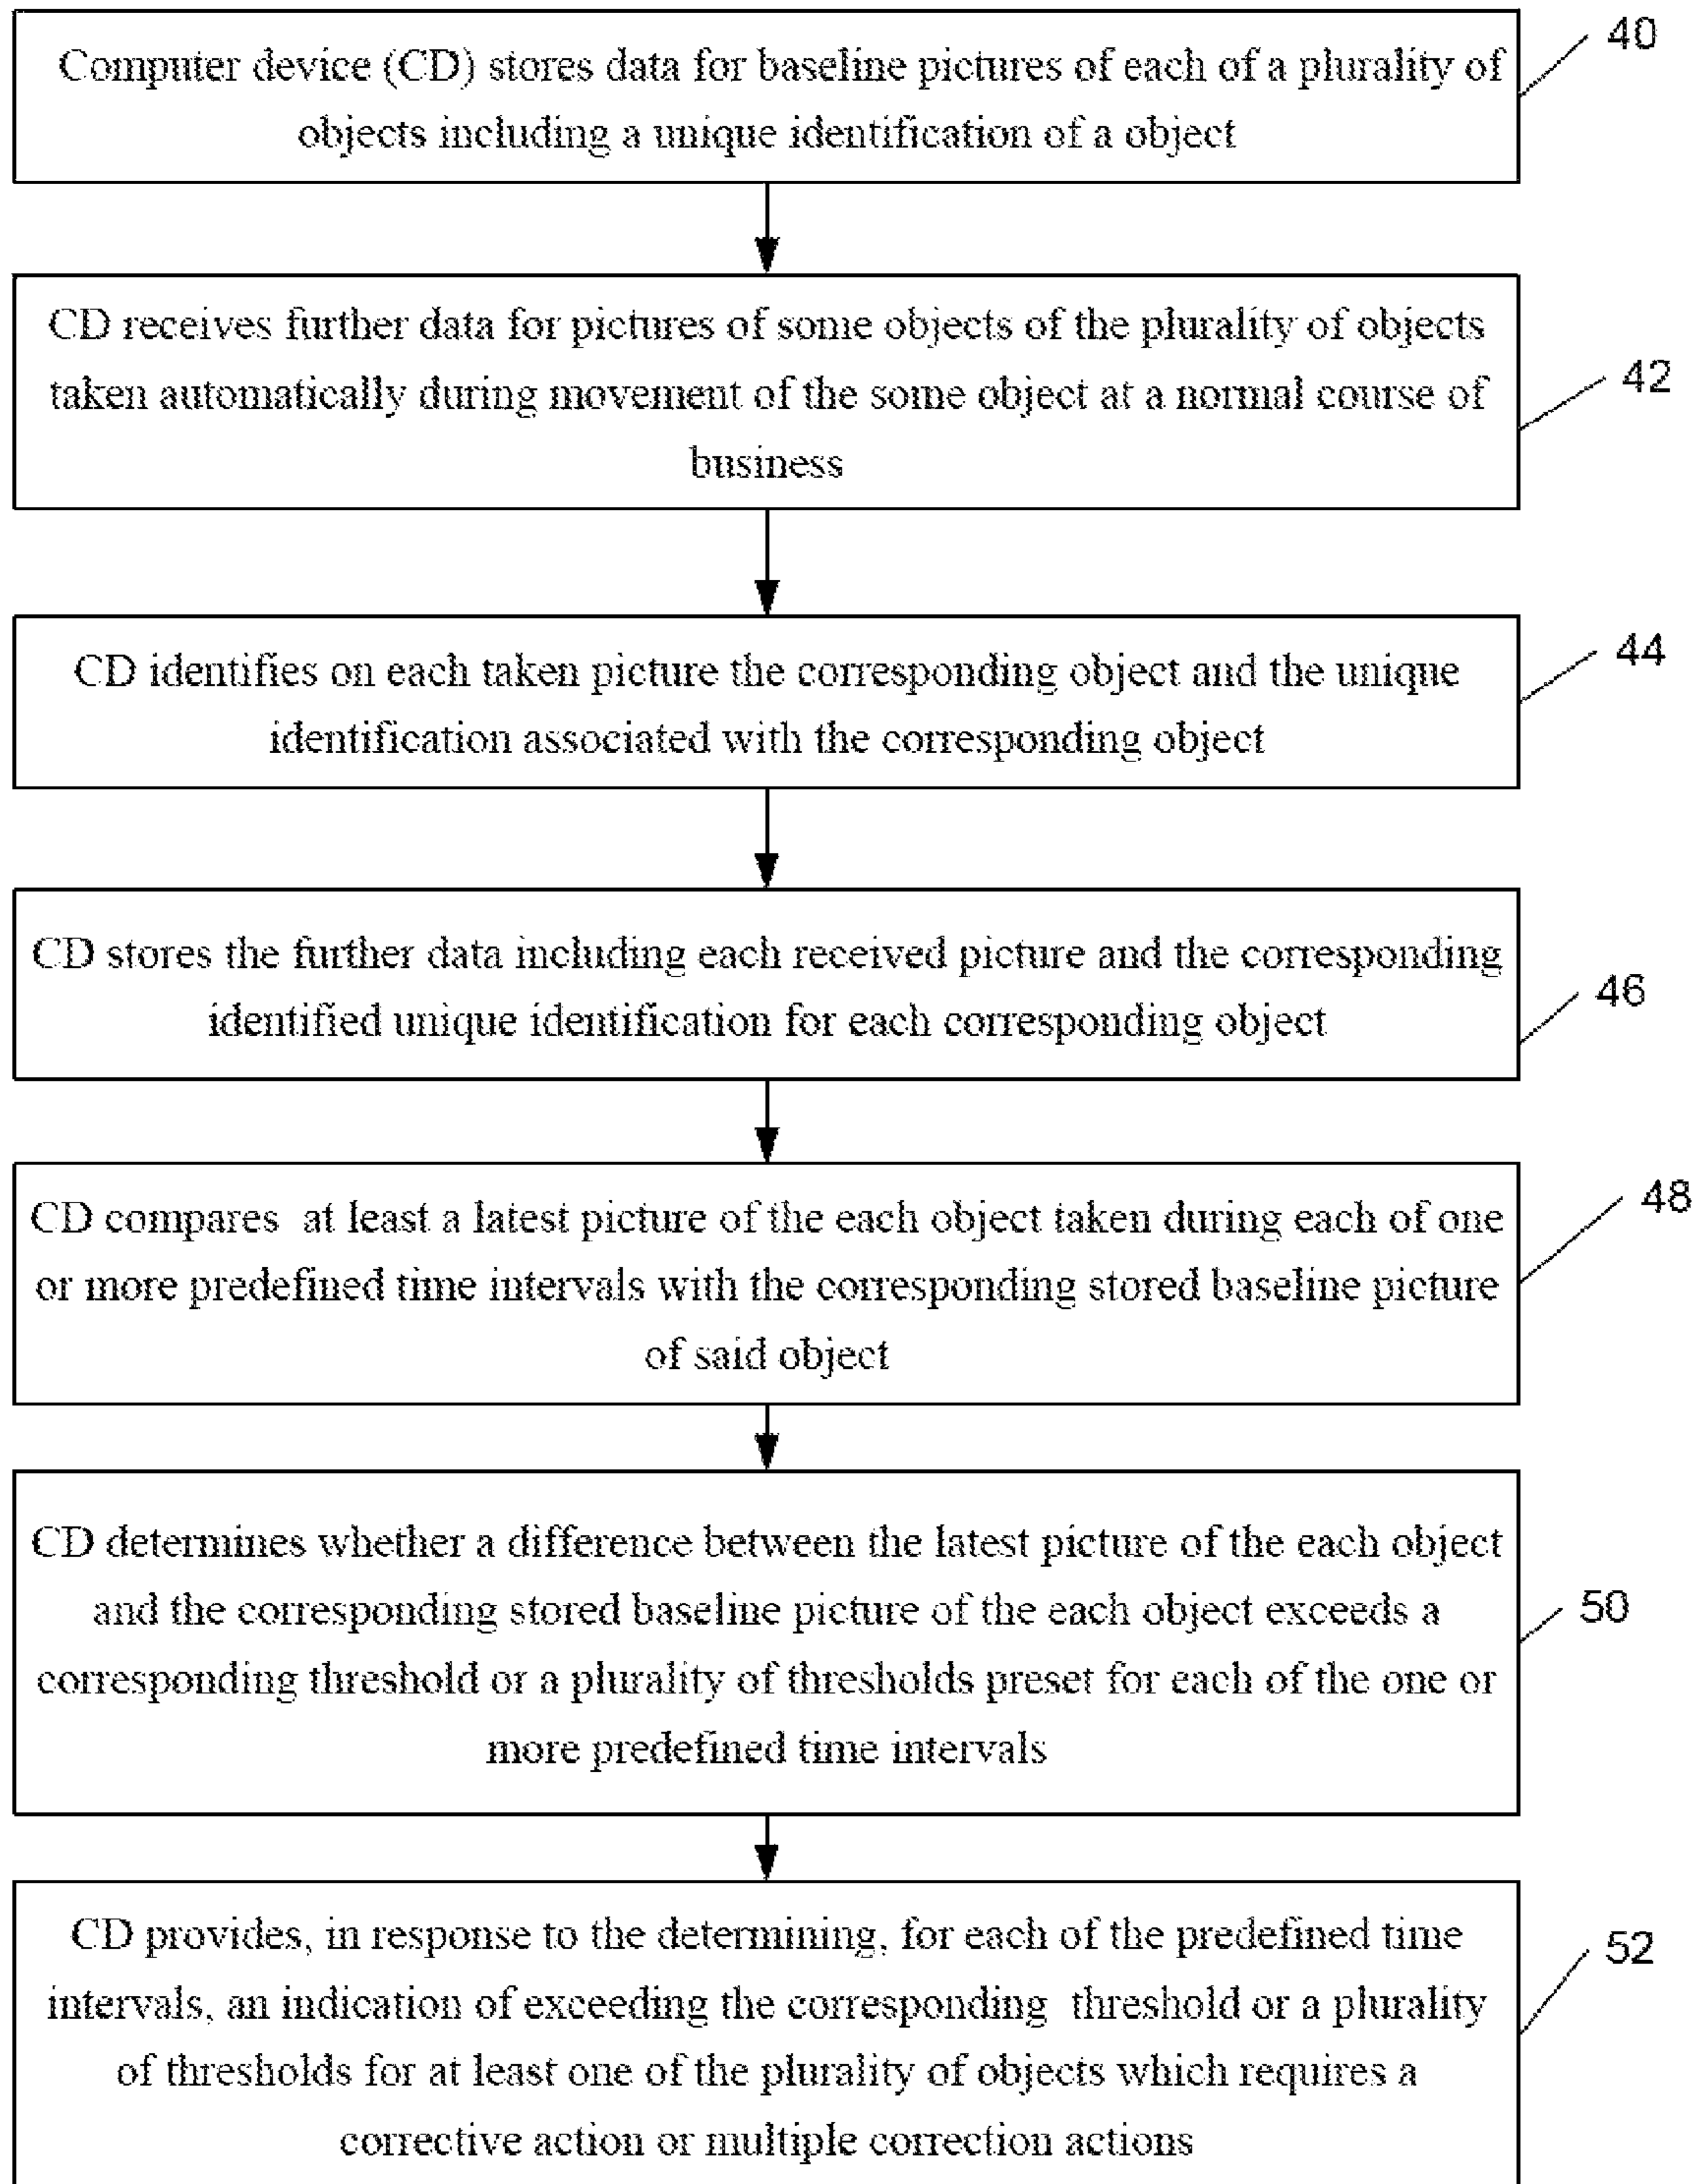 Computer device (CD) stores data for baseline pictures of each of a plurality of
objects including a unique identification of a object
40
CD receives further data for pictures of some objects of the plurality of objects
taken automatically during movement of the some object at a normal course of
business
42
CD identifies on each taken picture the corresponding object and the unique
identification associated with the corresponding object
44
CD stores the further data including each received picture and the corresponding
identified unique identification for each corresponding object
46
CD compares at least a latest picture of the each object taken during each of one
or more predefined time intervals with the corresponding stored baseline picture
of said object
48
CD determines whether a difference between the latest picture of the each object
and the corresponding stored baseline picture of the each object exceeds a
corresponding threshold or a plurality of thresholds preset for each of the one or
more predefined time intervals
50
CD provides, in response to the determining, for each of the predefined time
intervals, an indication of exceeding the corresponding threshold or a plurality
of thresholds for at least one of the plurality of objects which requires a
corrective action or multiple correction actions
52